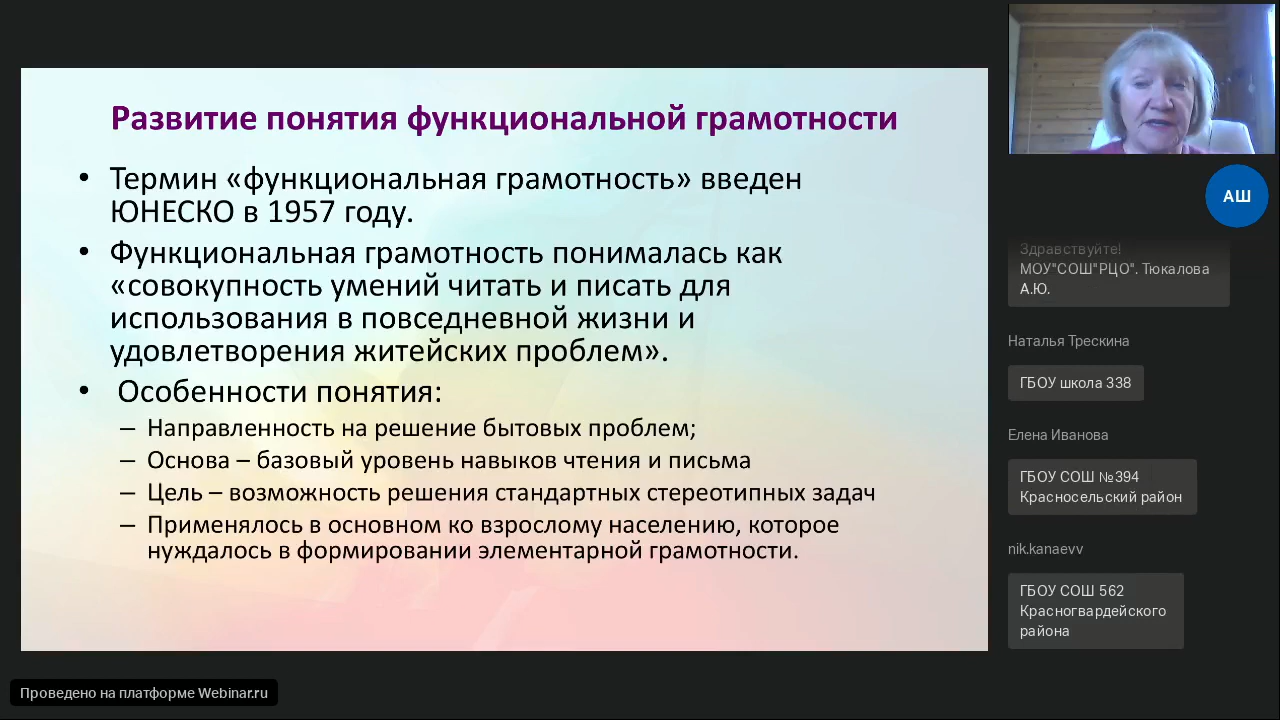 Развитие понятия функциональной грамотности
• Термин «функциональная грамотность» введен
ЮНЕСКО в 1957 году.
• Функциональная грамотность понималась как
«совокупность умений читать и писать для
использования в повседневной жизни и
удовлетворения житейских проблем».
• Особенности понятия:
– Направленность на решение бытовых проблем;
– Основа – базовый уровень навыков чтения и письма
– Цель – возможность решения стандартных стереотипных задач
– Применялось в основном ко взрослому населению, которое
нуждалось в формировании элементарной грамотности.
АШ
Здравствуйте!
МОУ"СОШ"РЦО". Тюкалова
А.Ю.
Наталья Трескина
ГБОУ школа 338
Елена Иванова
ГБОУ СОШ №394
Красносельский район
nik.kanaevv
ГБОУ СОШ 562
Красногвардейского
района
Проведено на платформе Webinar.ru